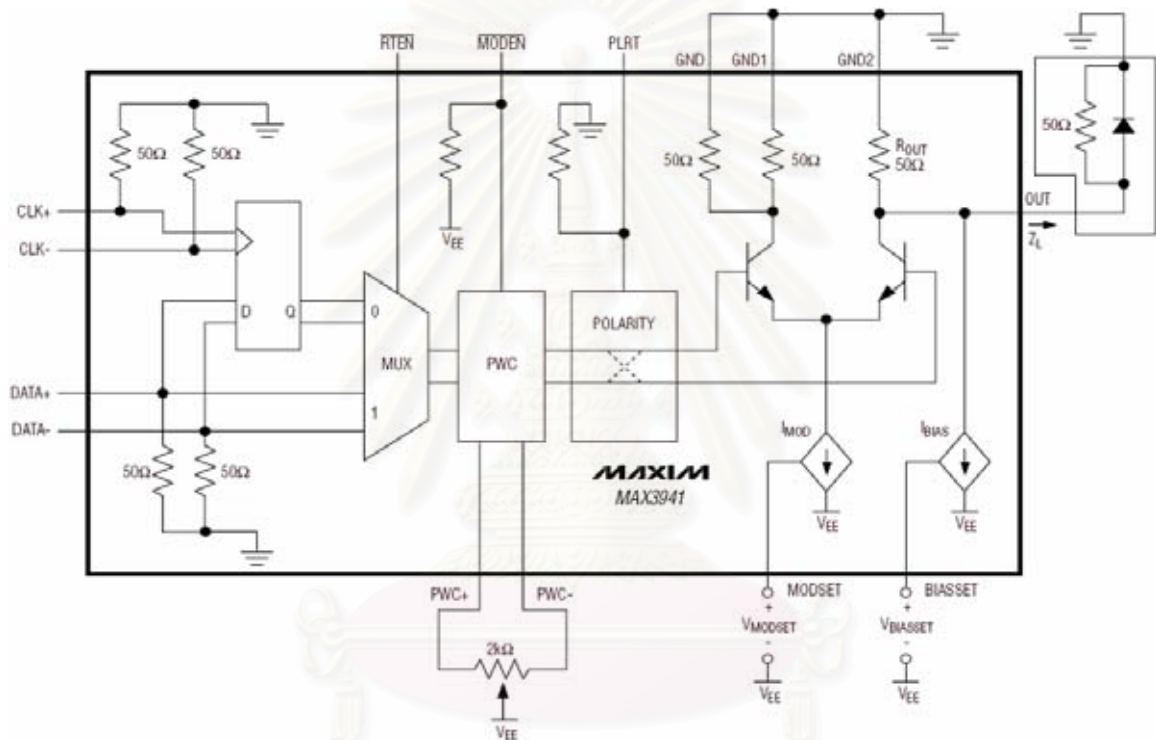 RTEN
MODEN
PLRT
GND
GND1
GND2
50Ω
50Ω
50Ω
50Ω
ROUT
50Ω
50Ω
CLK+
CLK-
VEE
OUT
ZL
D
Q
0
MUX
1
PWC
POLARITY
DATA+
DATA-
50Ω
50Ω
IMOD
IBIAS
MAXIM
MAX3941
VEE
VEE
PWC+
PWC-
MODSET
BIASSET
+
+
VMODSET
VBIASSET
-
-
2kΩ
VEE
VEE
VEE